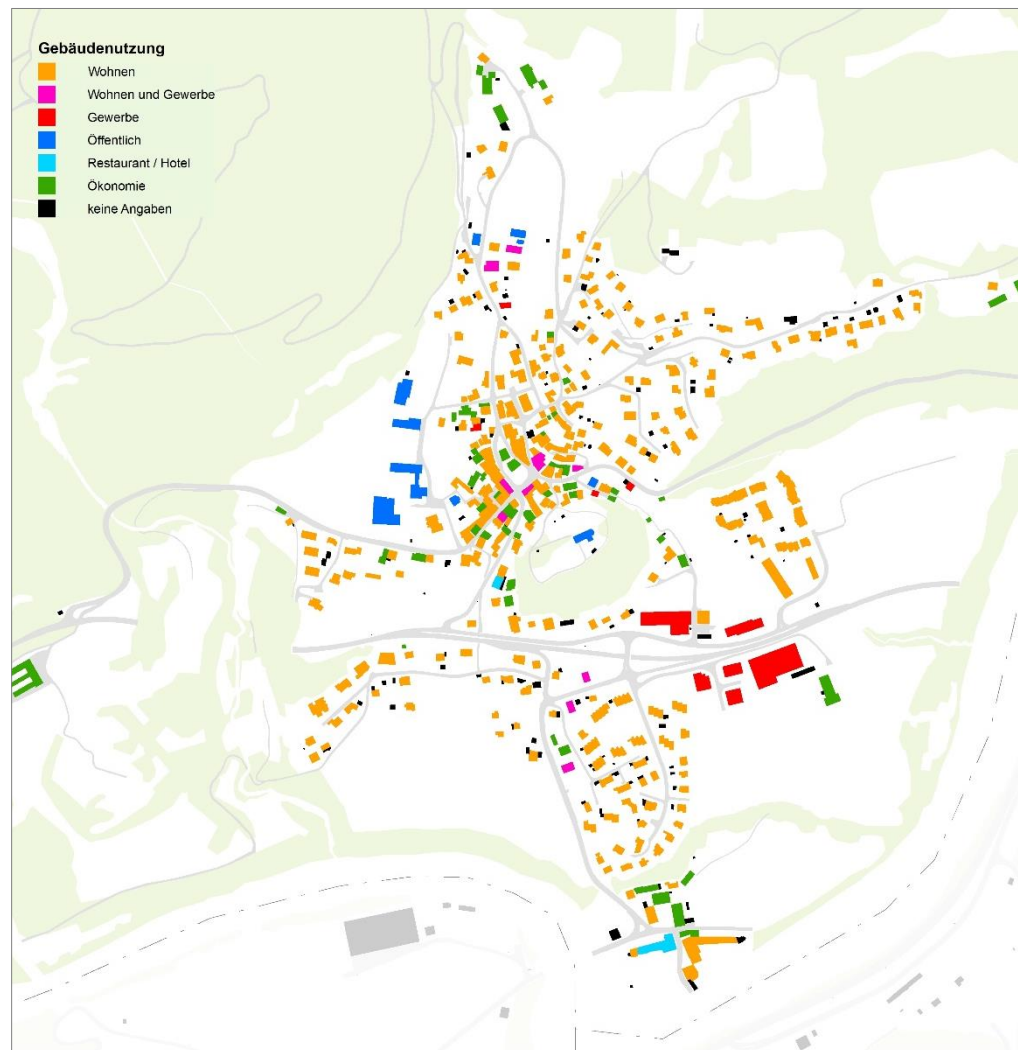 Gebäudenutzung
Wohnen
Wohnen und Gewerbe
Gewerbe
Öffentlich
Restaurant / Hotel
Ökonomie
keine Angaben